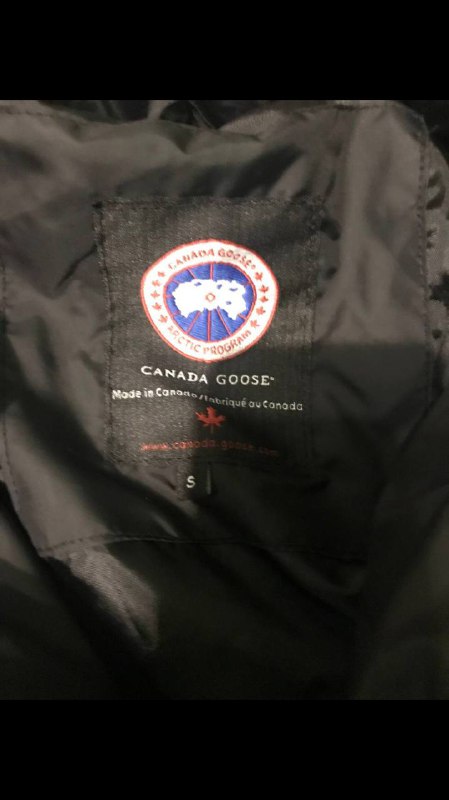 CANADA GOOSE®
ARCTIC PROGRAM
CANADA GOOSE™
Made in Canada/Fabriqué au Canada
www.canada.goose.com
S